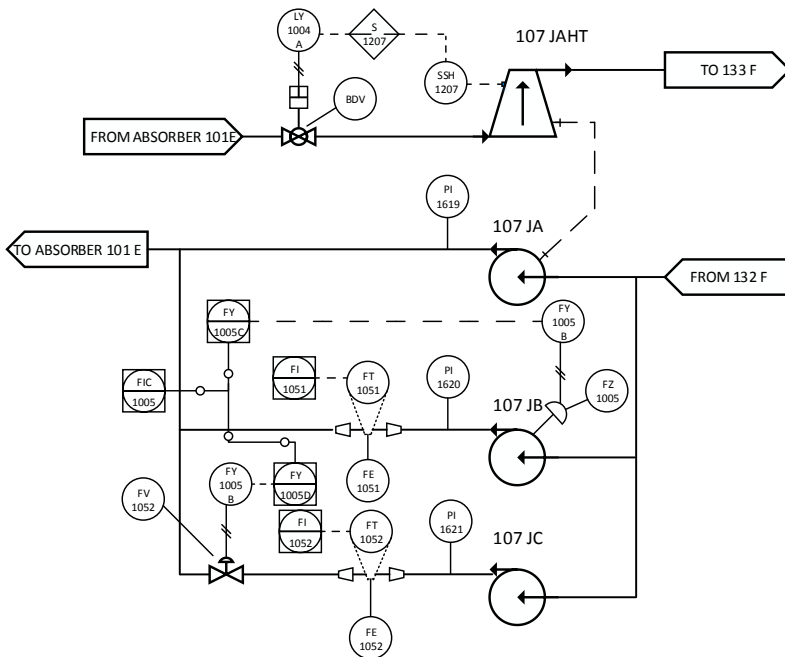 LY
1004
A
S
1207
107 JAHT
SSH
1207
TO 133 F
BDV
FROM ABSORBER 101E
PI
1619
107 JA
TO ABSORBER 101 E
FROM 132 F
FY
1005C
FY
1005
B
FIC
1005
FI
1051
FT
1051
PI
1620
107 JB
FZ
1005
FV
1052
FY
1005
B
FY
1005D
FE
1051
FI
1052
FT
1052
PI
1621
107 JC
FE
1052